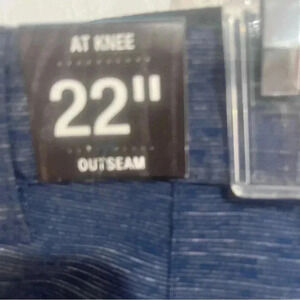 AT KNEE
22"
OUTSEAM